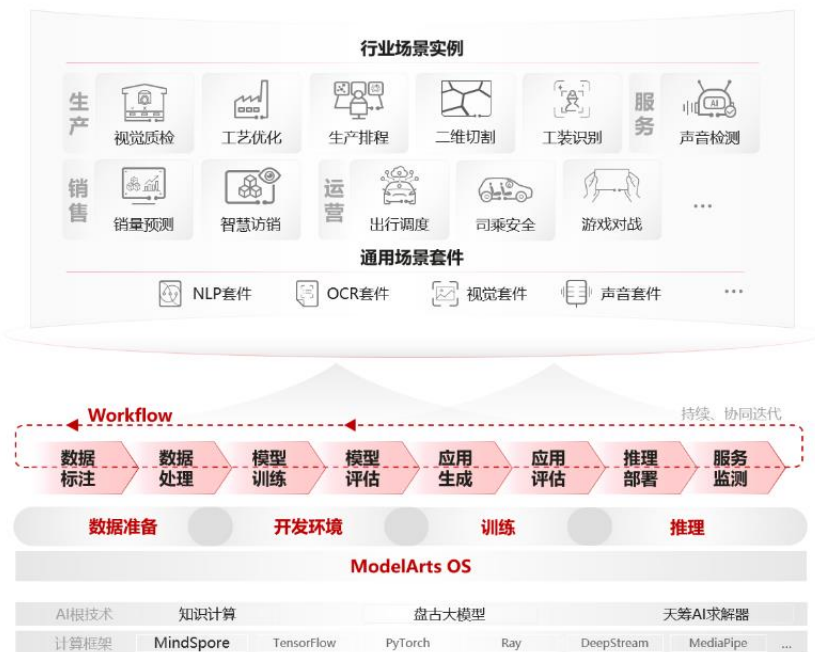 行业场景实例
生产
视觉质检
工艺优化
生产排程
二维切割
工装识别
服务
AI
声音检测
销售
销量预测
智慧访销
运营
出行调度
司乘安全
游戏对战
...
通用场景套件
NLP套件
OCR套件
视觉套件
声音套件
...
Workflow
持续、协同迭代
数据
标注
数据
处理
模型
训练
模型
评估
应用
生成
应用
评估
推理
部署
服务
监测
数据准备
开发环境
训练
推理
ModelArts OS
AI根技术
知识计算
盘古大模型
天筹AI求解器
计算框架
MindSpore
TensorFlow
PyTorch
Ray
DeepStream
MediaPipe
...